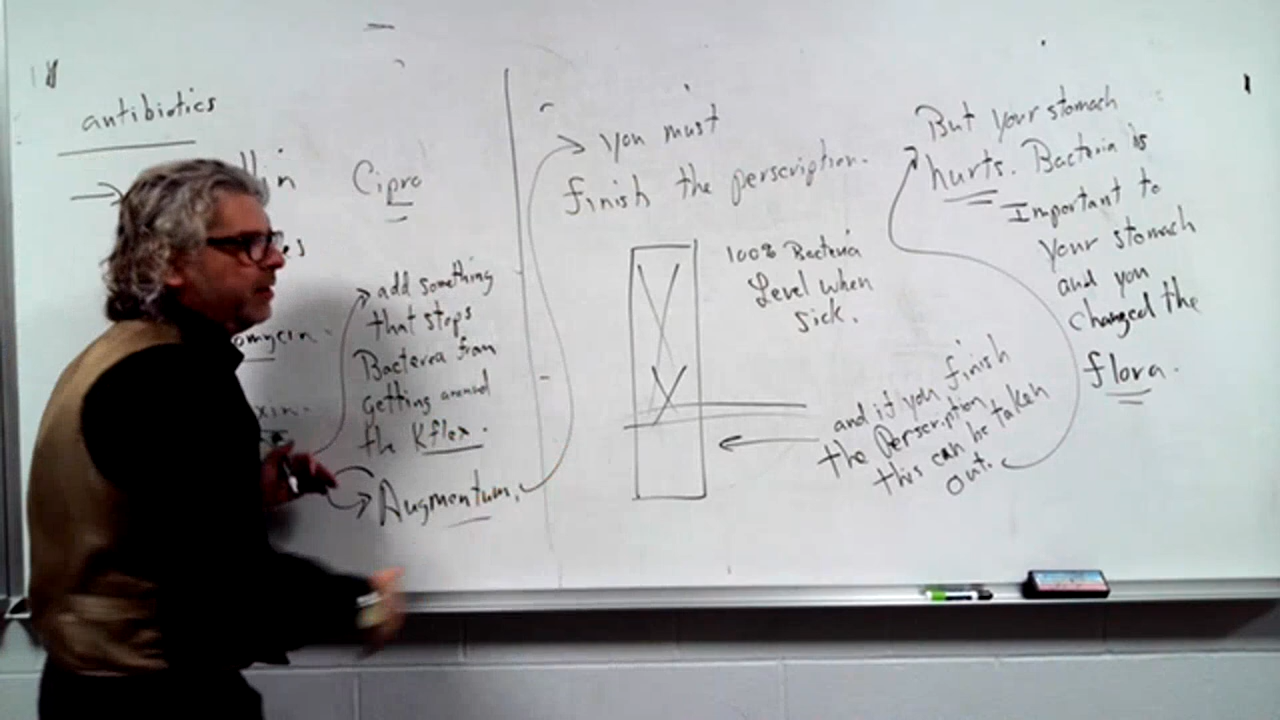 antibiotics
Cipro
add something
that stops
Bacterea from
getting around
the Kflex.
Augmentum,
you must
finish the perscription.
100% Bacteria
Level when
sick.
and if you finish
the Perscription
this can be taken
out.
But your stomach
hurts. Bacteria is
Important to
your stomach
and you
changed the
flora.